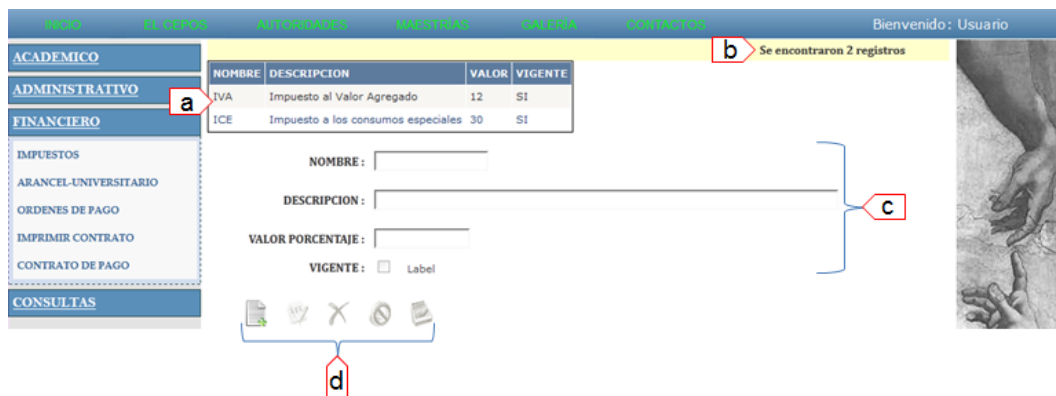 INICIO EL CEPOS AUTORIDADES MAESTRIAS GALERÍA CONTACTOS Bienvenido: Usuario
b Se encontraron 2 registros
ACADEMICO
ADMINISTRATIVO
FINANCIERO
IMPUESTOS
ARANCEL-UNIVERSITARIO
ORDENES DE PAGO
IMPRIMIR CONTRATO
CONTRATO DE PAGO
CONSULTAS
NOMBRE DESCRIPCION VALOR VIGENTE
a IVA Impuesto al Valor Agregado 12 SI
ICE Impuesto a los consumos especiales 30 SI
NOMBRE :
DESCRIPCION :
c
VALOR PORCENTAJE :
VIGENTE : Label
d